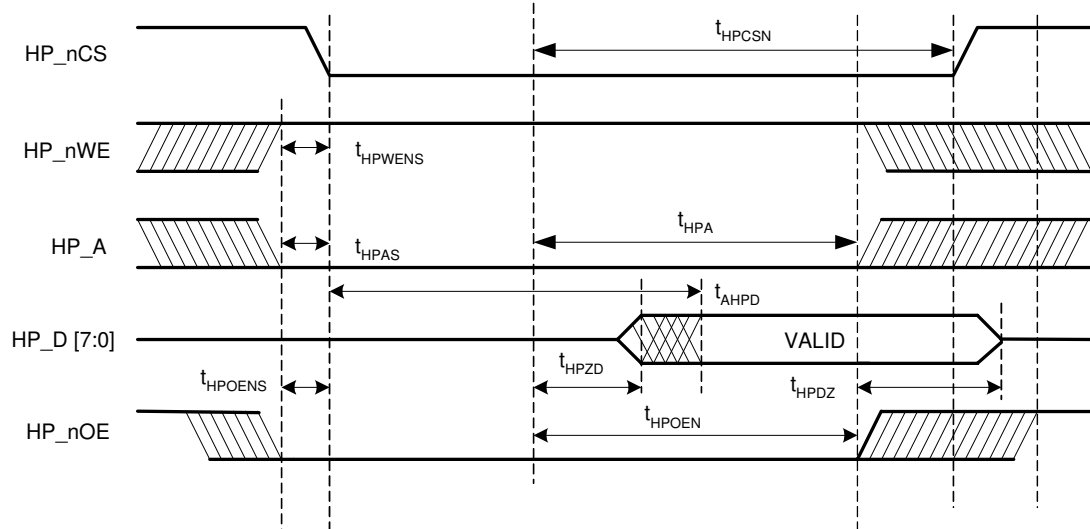 t_HPCSN
HP_nCS
HP_nWE
t_HPWENS
t_HPA
HP_A
t_HPAS
t_AHPD
HP_D [7:0]
VALID
t_HPZD
t_HPOENS
t_HPDZ
t_HPOEN
HP_nOE